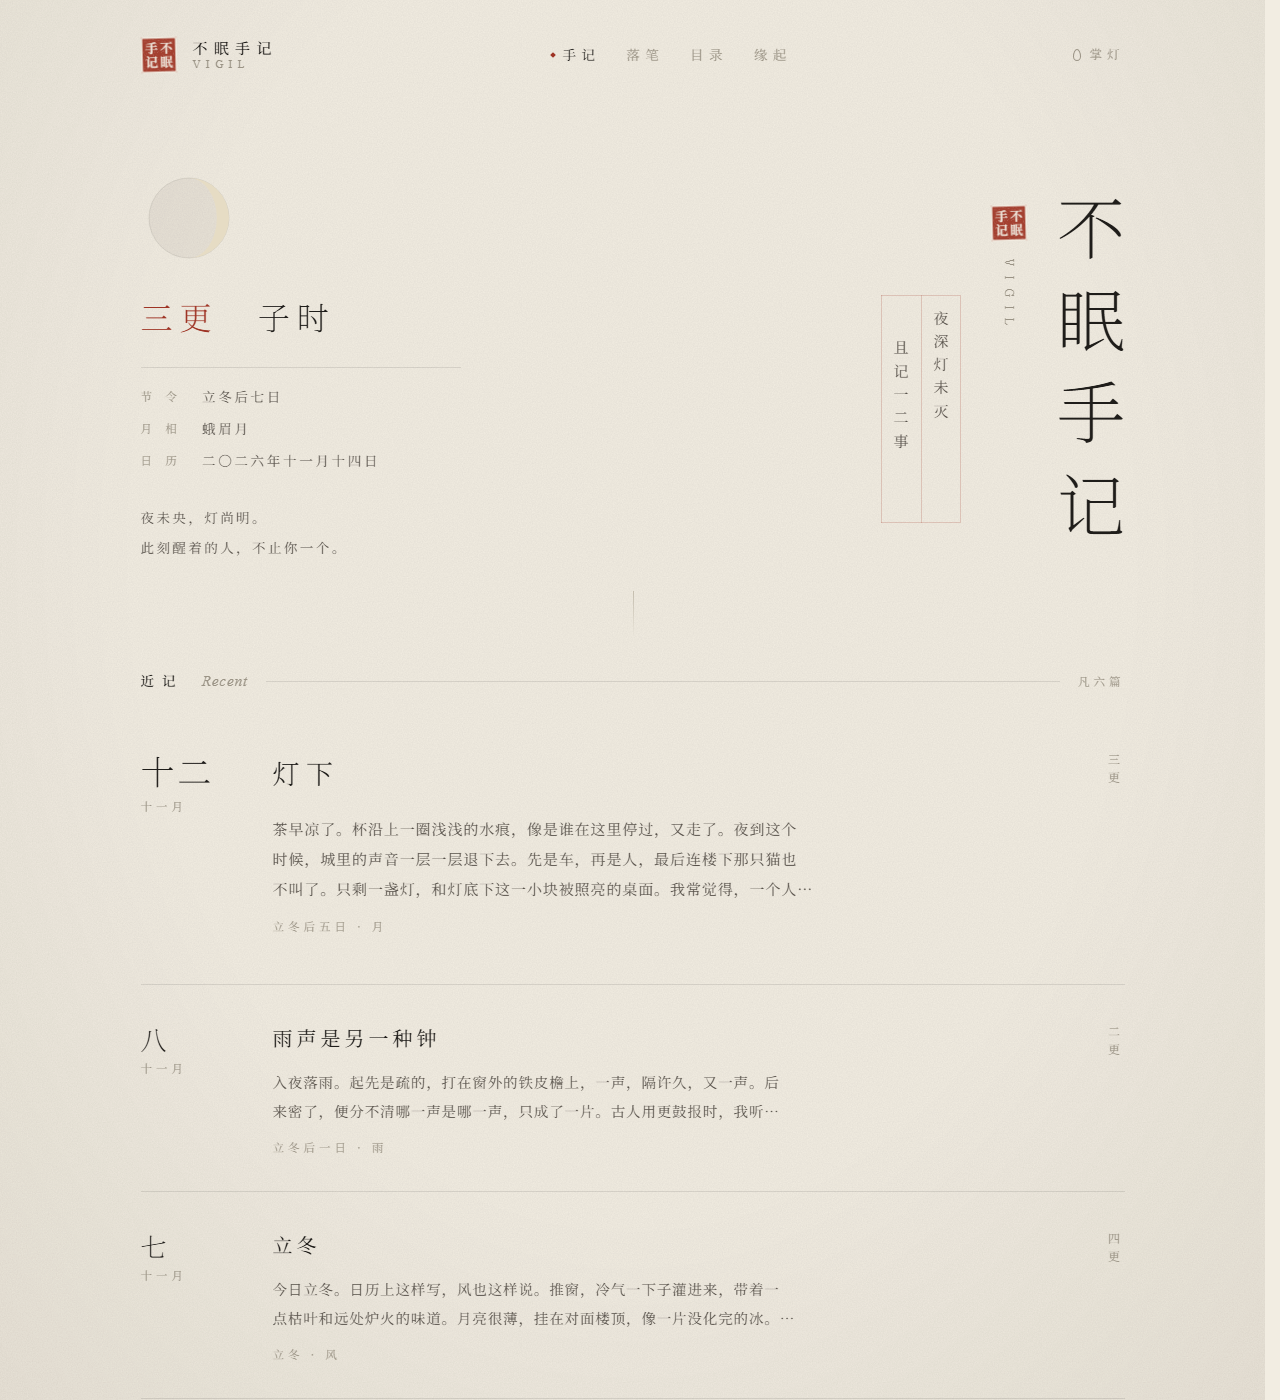 不眠手记
不眠手记
VIGIL
手记
落笔
目录
缘起
掌灯
不眠手记
不眠手记
VIGIL
夜深灯未灭
且记一二事
三更 子时
节令 立冬后七日
月相 蛾眉月
日历 二〇二六年十一月十四日
夜未央，灯尚明。
此刻醒着的人，不止你一个。
近记 Recent
凡六篇
十二
十一月
灯下
三更
茶早凉了。杯沿上一圈浅浅的水痕，像是谁在这里停过，又走了。夜到这个
时候，城里的声音一层一层退下去。先是车，再是人，最后连楼下那只猫也
不叫了。只剩一盏灯，和灯底下这一小块被照亮的桌面。我常觉得，一个人…
立冬后五日 · 月
八
十一月
雨声是另一种钟
二更
入夜落雨。起先是疏的，打在窗外的铁皮檐上，一声，隔许久，又一声。后
来密了，便分不清哪一声是哪一声，只成了一片。古人用更鼓报时，我听…
立冬后一日 · 雨
七
十一月
立冬
四更
今日立冬。日历上这样写，风也这样说。推窗，冷气一下子灌进来，带着一
点枯叶和远处炉火的味道。月亮很薄，挂在对面楼顶，像一片没化完的冰。…
立冬 · 风